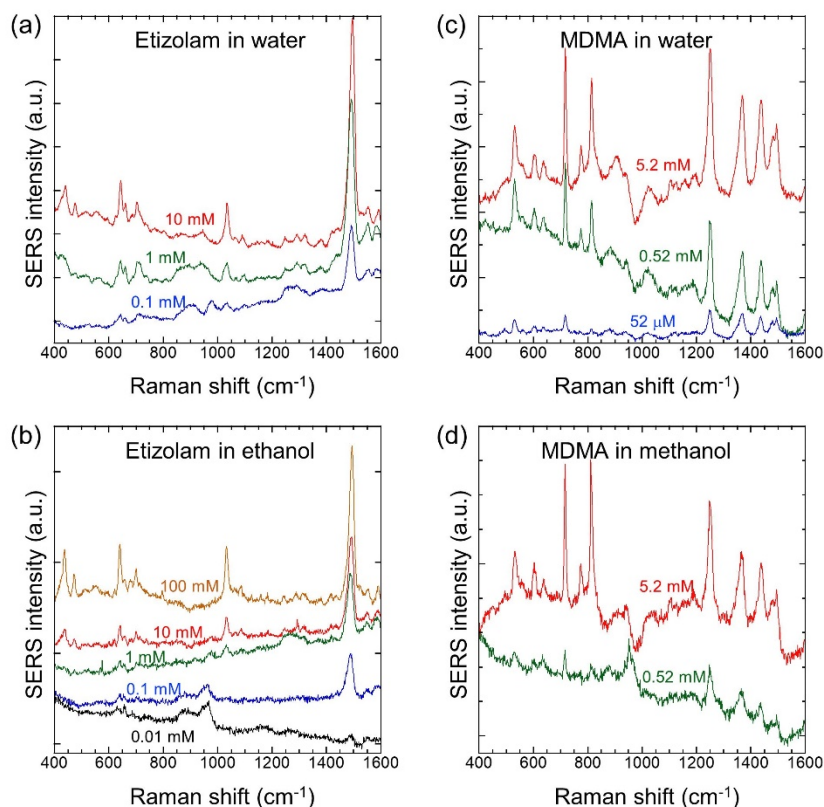 (a)
Etizolam in water
SERS intensity (a.u.)
10 mM
1 mM
0.1 mM
400 600 800 1000 1200 1400 1600
Raman shift (cm⁻¹)
(c)
MDMA in water
SERS intensity (a.u.)
5.2 mM
0.52 mM
52 µM
400 600 800 1000 1200 1400 1600
Raman shift (cm⁻¹)
(b)
Etizolam in ethanol
SERS intensity (a.u.)
100 mM
10 mM
1 mM
0.1 mM
0.01 mM
400 600 800 1000 1200 1400 1600
Raman shift (cm⁻¹)
(d)
MDMA in methanol
SERS intensity (a.u.)
5.2 mM
0.52 mM
400 600 800 1000 1200 1400 1600
Raman shift (cm⁻¹)